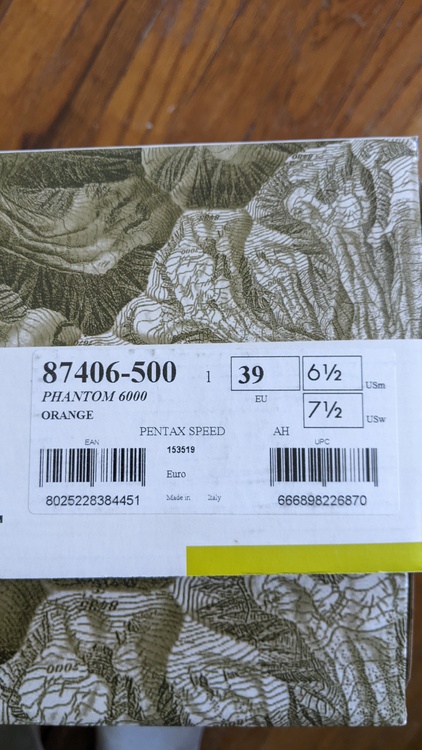 87406-500 1 39 6½ USm
PHANTOM 6000 EU
ORANGE 7½ USw
PENTAX SPEED AH
EAN 153519 UPC
Euro
Made in Italy
8025228384451 666898226870
5000